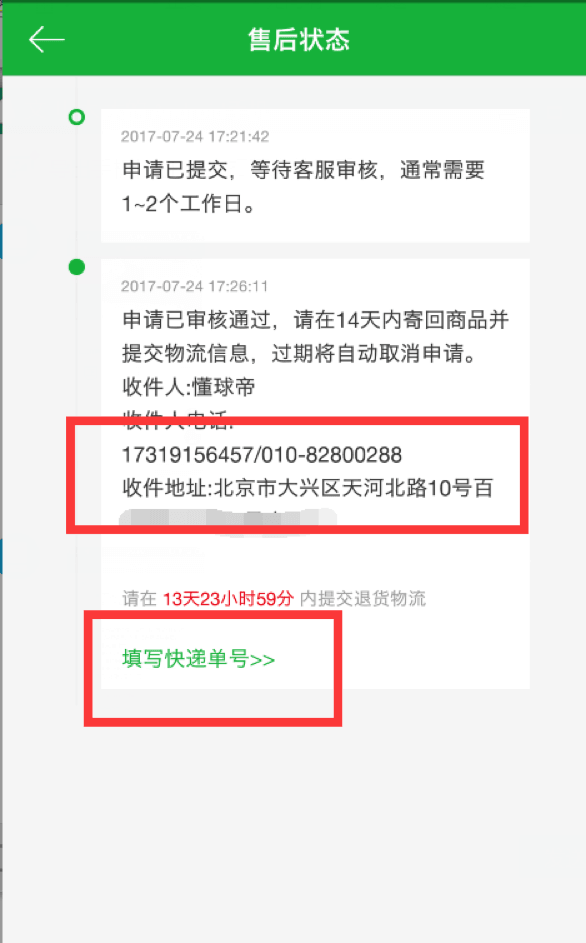 售后状态
2017-07-24 17:21:42
申请已提交，等待客服审核，通常需要
1~2个工作日。
2017-07-24 17:26:11
申请已审核通过，请在14天内寄回商品并
提交物流信息，过期将自动取消申请。
收件人:懂球帝
收件人电话:
17319156457/010-82800288
收件地址:北京市大兴区天河北路10号百
请在 13天23小时59分 内提交退货物流
填写快递单号>>